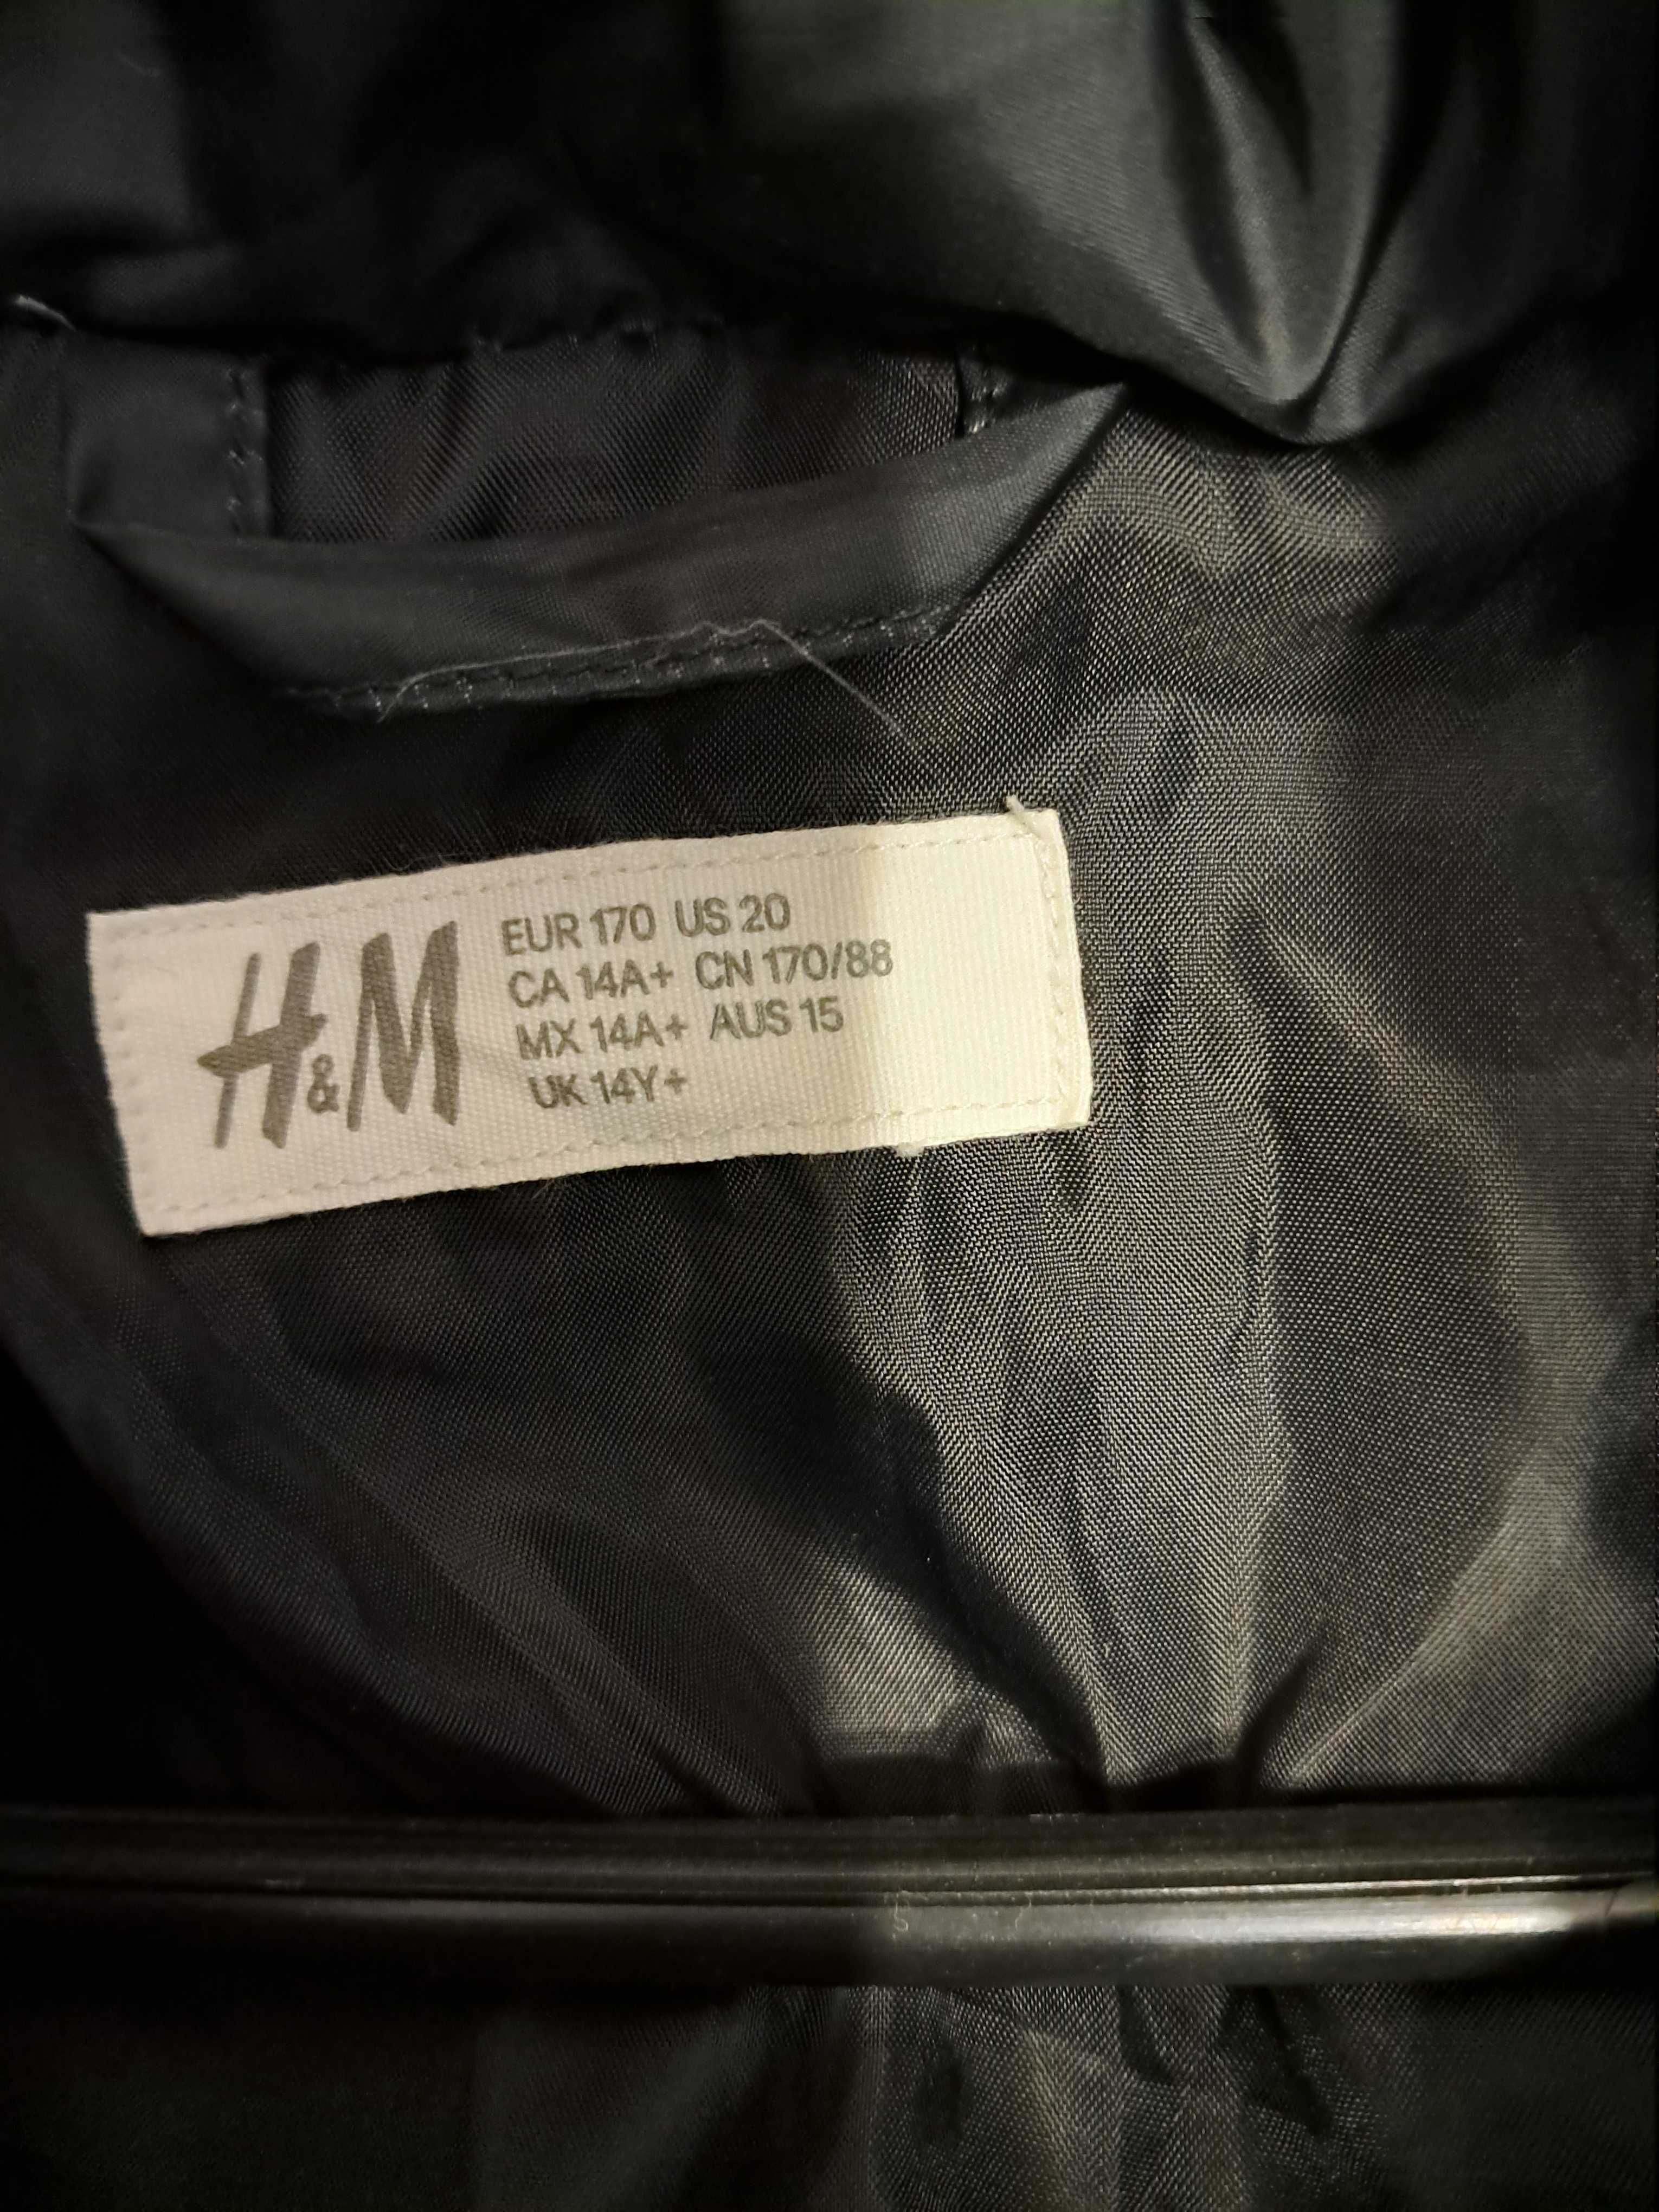 H&M
EUR 170 US 20
CA 14A+ CN 170/88
MX 14A+ AUS 15
UK 14Y+